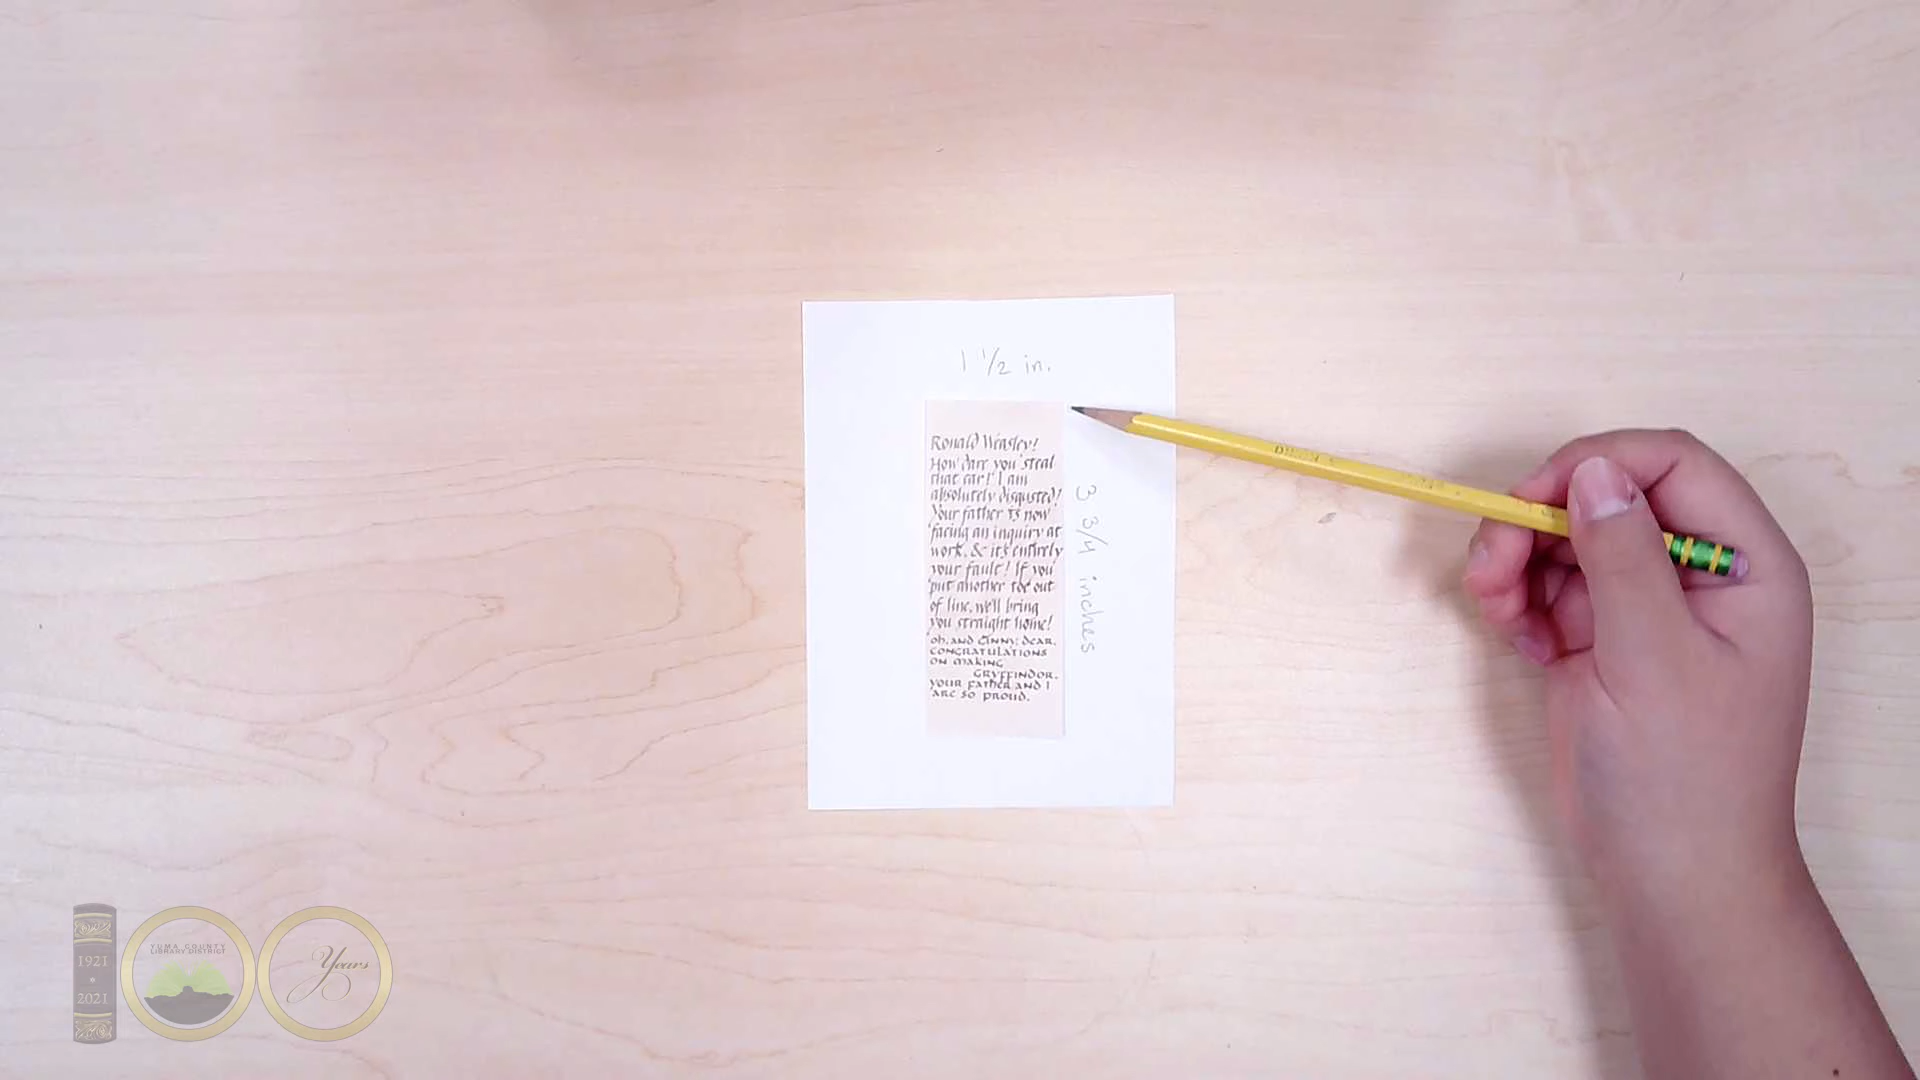 1 1/2 in.
Ronald Weasley!
How dare you steal
that car! I am
absolutely disgusted!
Your father is now
facing an inquiry at
work, & it's entirely
your fault! If you
put another toe out
of line, we'll bring
you straight home!
oh, and Ginny; dear,
congratulations
on making
Gryffindor,
your father and I
are so proud.
3 3/4 inches
1921
2021
YUMA COUNTY
LIBRARY DISTRICT
Years